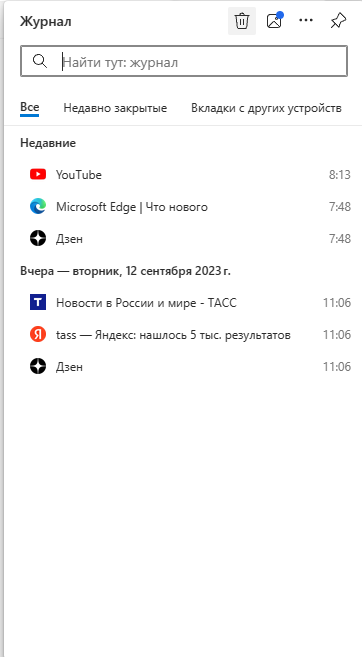 Журнал
Найти тут: журнал
Все Недавно закрытые Вкладки с других устройств
Недавние
YouTube 8:13
Microsoft Edge | Что нового 7:48
Дзен 7:48
Вчера — вторник, 12 сентября 2023 г.
T Новости в России и мире - ТАСС 11:06
Я tass — Яндекс: нашлось 5 тыс. результатов 11:06
Дзен 11:06